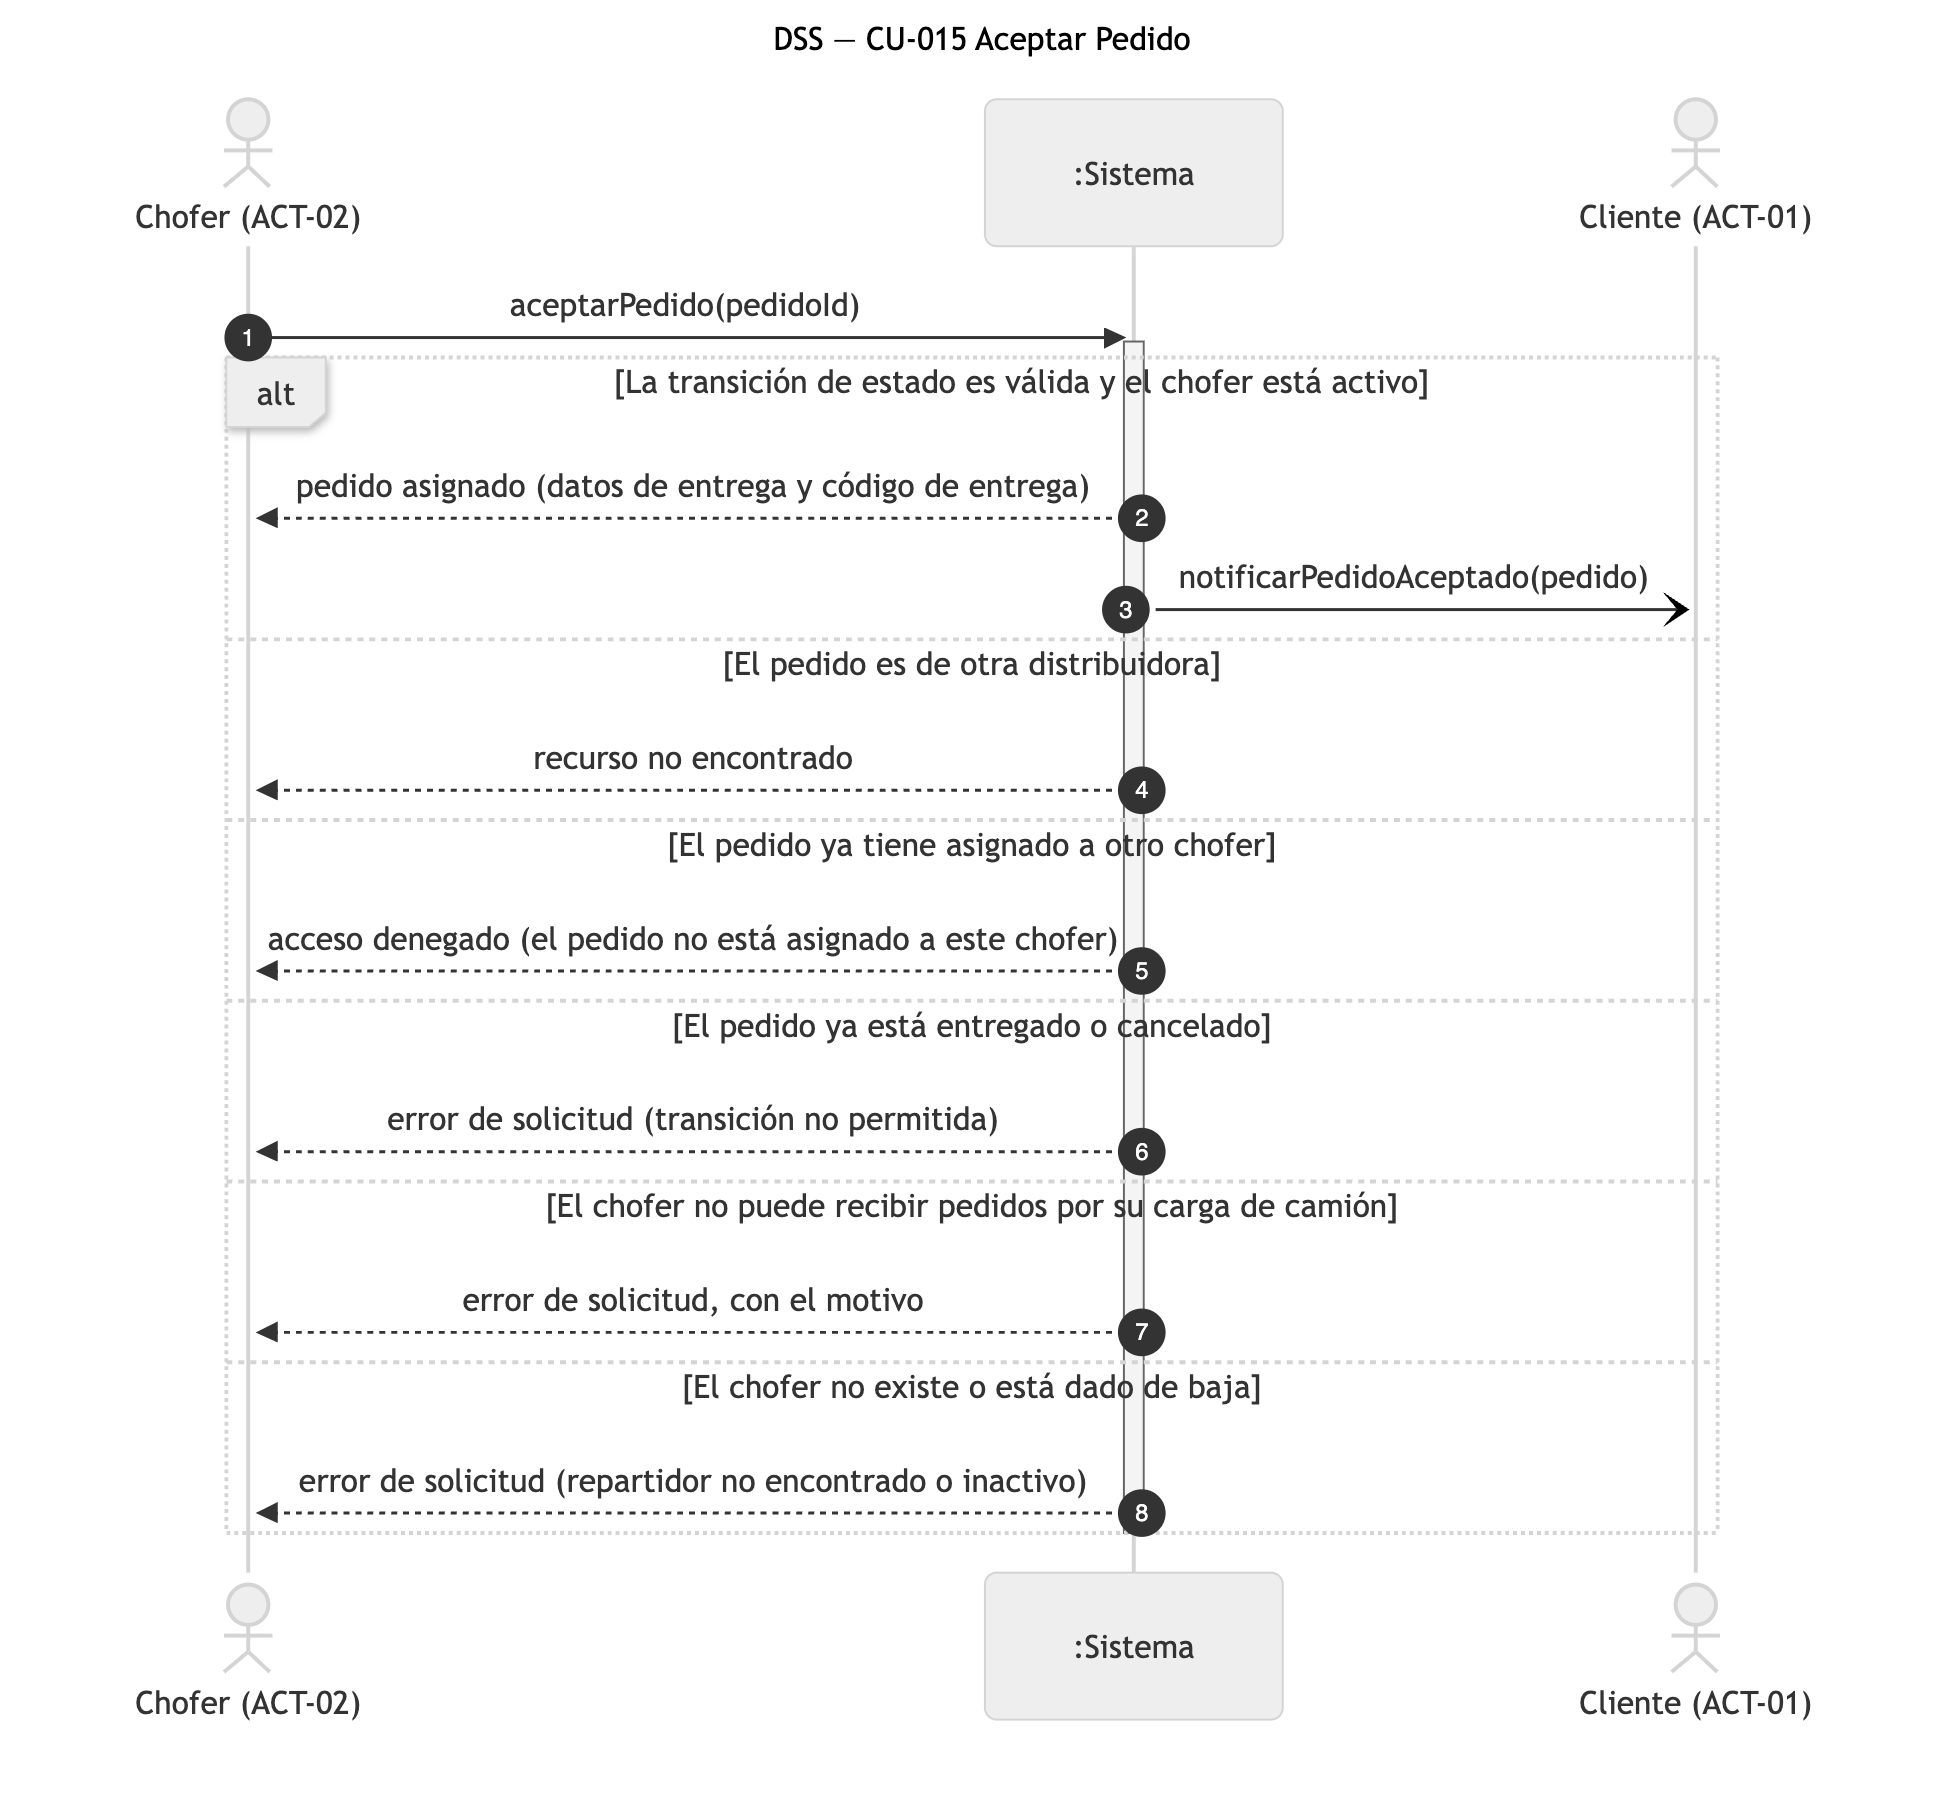 DSS — CU-015 Aceptar Pedido
Chofer (ACT-02)
:Sistema
Cliente (ACT-01)
aceptarPedido(pedidoId)
1
alt
[La transición de estado es válida y el chofer está activo]
pedido asignado (datos de entrega y código de entrega)
2
notificarPedidoAceptado(pedido)
3
[El pedido es de otra distribuidora]
recurso no encontrado
4
[El pedido ya tiene asignado a otro chofer]
acceso denegado (el pedido no está asignado a este chofer)
5
[El pedido ya está entregado o cancelado]
error de solicitud (transición no permitida)
6
[El chofer no puede recibir pedidos por su carga de camión]
error de solicitud, con el motivo
7
[El chofer no existe o está dado de baja]
error de solicitud (repartidor no encontrado o inactivo)
8
Chofer (ACT-02)
:Sistema
Cliente (ACT-01)